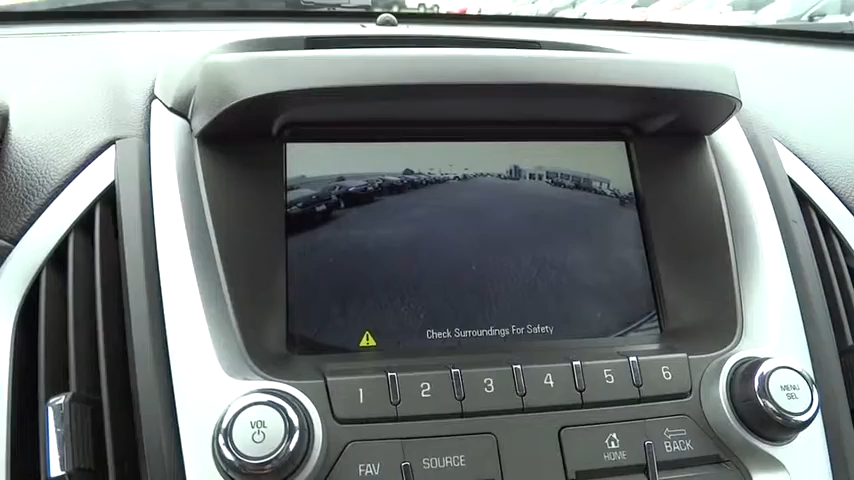 Check Surroundings For Safety
1 2 3 4 5 6
VOL
MENU
SEL
FAV
SOURCE
HOME
BACK